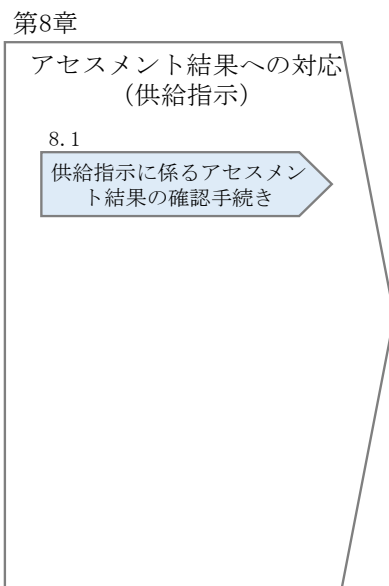 第8章
アセスメント結果への対応
(供給指示)
8.1
供給指示に係るアセスメン
ト結果の確認手続き